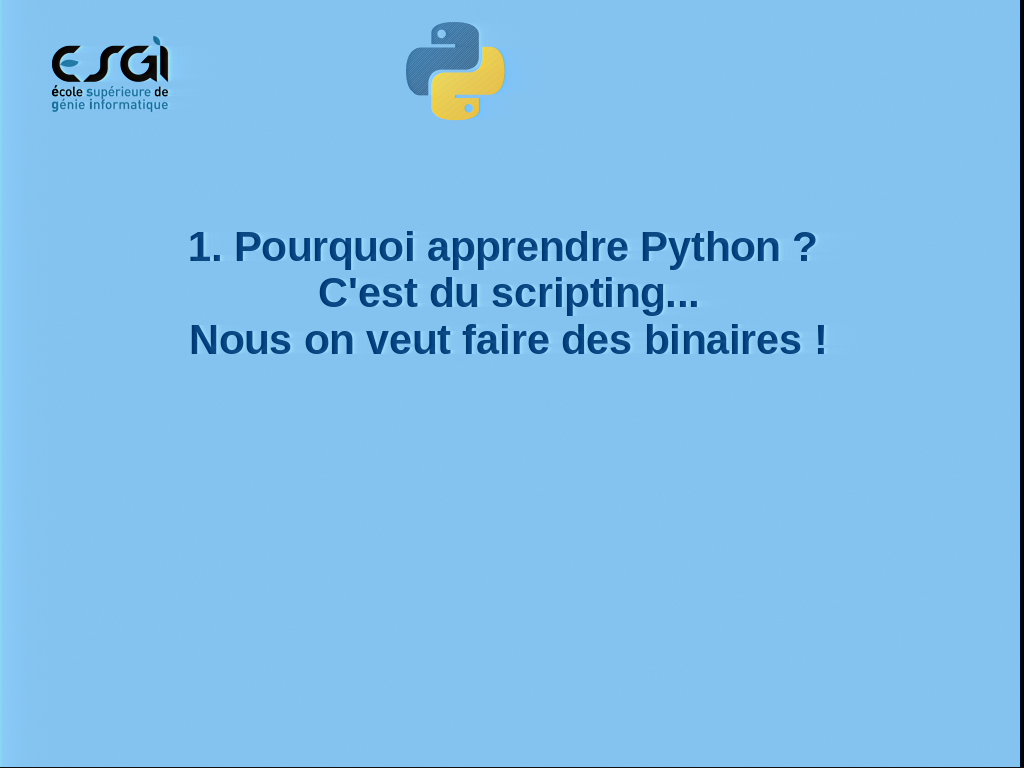 ESGI
école supérieure de
génie informatique
1. Pourquoi apprendre Python ?
C'est du scripting...
Nous on veut faire des binaires !